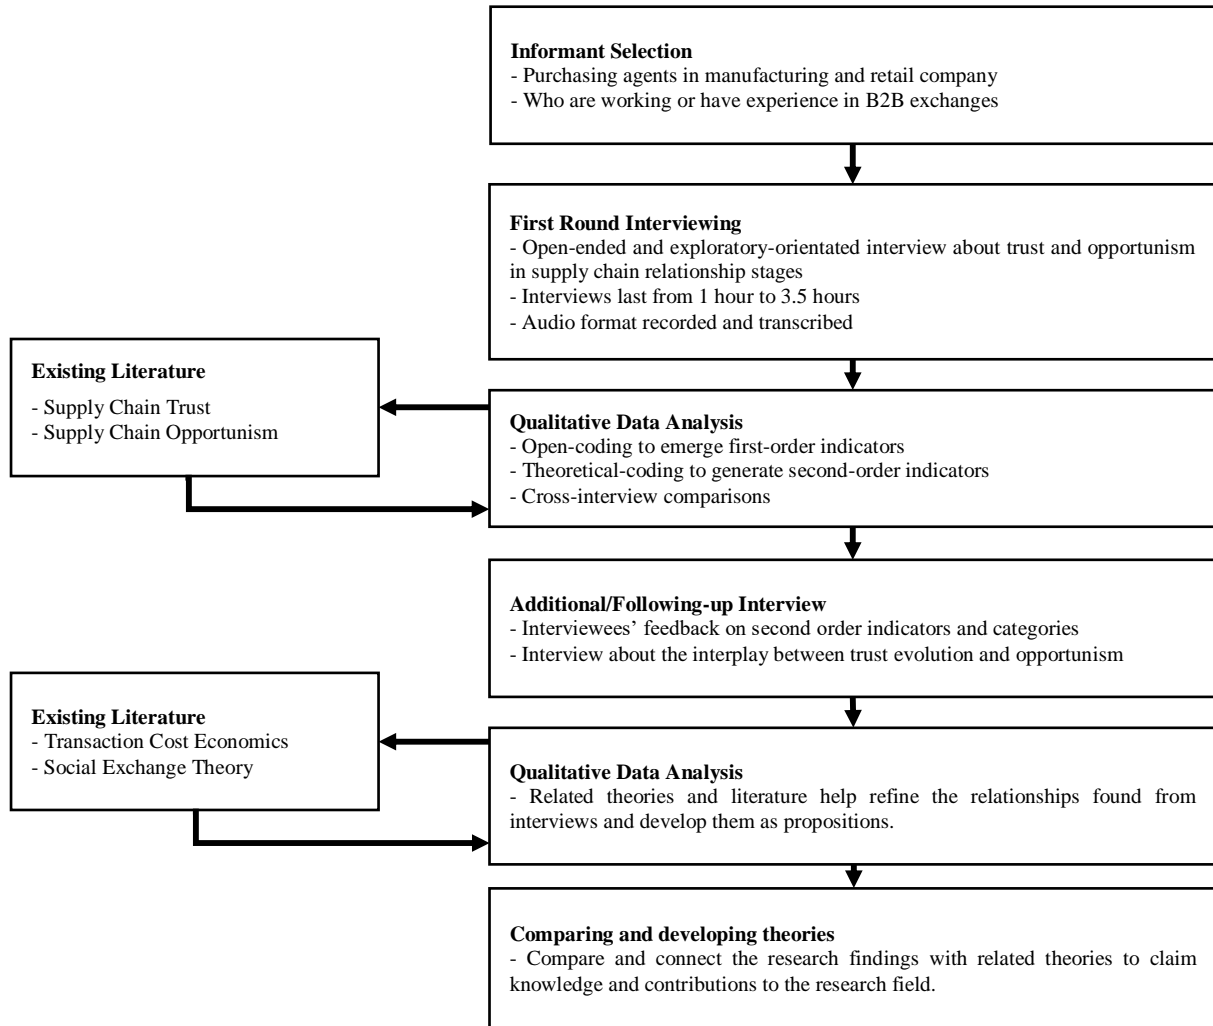 Informant Selection
- Purchasing agents in manufacturing and retail company
- Who are working or have experience in B2B exchanges
First Round Interviewing
- Open-ended and exploratory-orientated interview about trust and opportunism
in supply chain relationship stages
- Interviews last from 1 hour to 3.5 hours
- Audio format recorded and transcribed
Existing Literature
- Supply Chain Trust
- Supply Chain Opportunism
Qualitative Data Analysis
- Open-coding to emerge first-order indicators
- Theoretical-coding to generate second-order indicators
- Cross-interview comparisons
Additional/Following-up Interview
- Interviewees’ feedback on second order indicators and categories
- Interview about the interplay between trust evolution and opportunism
Existing Literature
- Transaction Cost Economics
- Social Exchange Theory
Qualitative Data Analysis
- Related theories and literature help refine the relationships found from
interviews and develop them as propositions.
Comparing and developing theories
- Compare and connect the research findings with related theories to claim
knowledge and contributions to the research field.